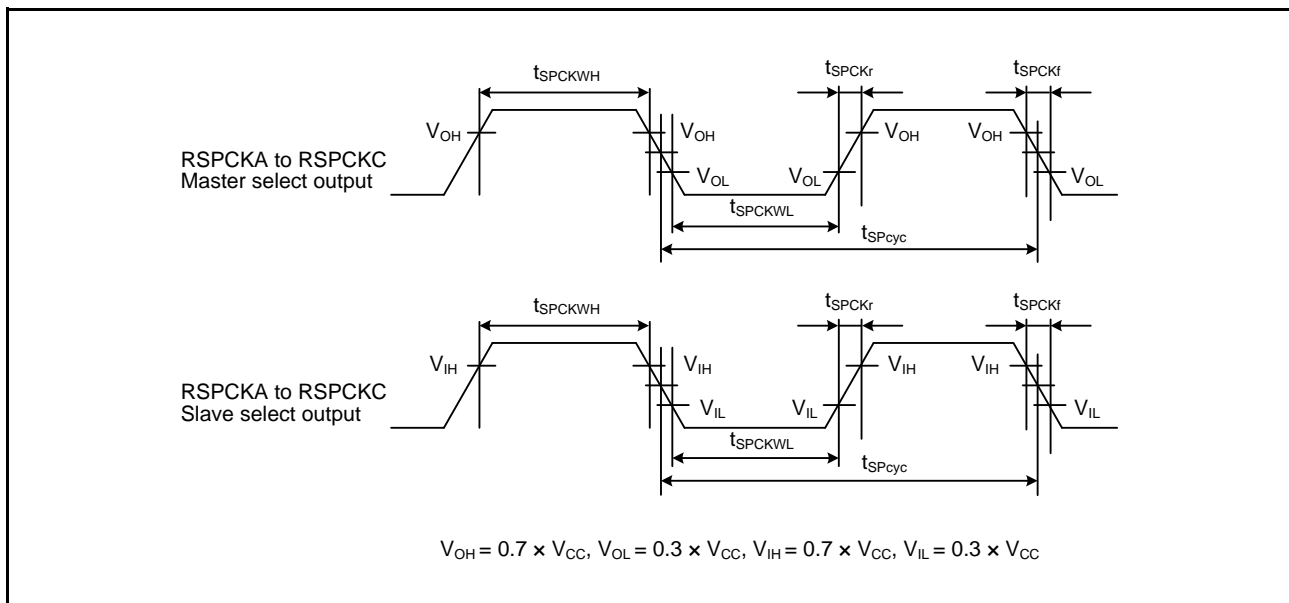 tSPCKWH tSPCKr tSPCKf
VOH VOH VOH VOH
RSPCKA to RSPCKC
Master select output
VOL VOL VOL
tSPCKWL
tSPcyc
tSPCKWH tSPCKr tSPCKf
VIH VIH VIH VIH
RSPCKA to RSPCKC
Slave select output
VIL VIL VIL
tSPCKWL
tSPcyc
VOH = 0.7 × VCC, VOL = 0.3 × VCC, VIH = 0.7 × VCC, VIL = 0.3 × VCC